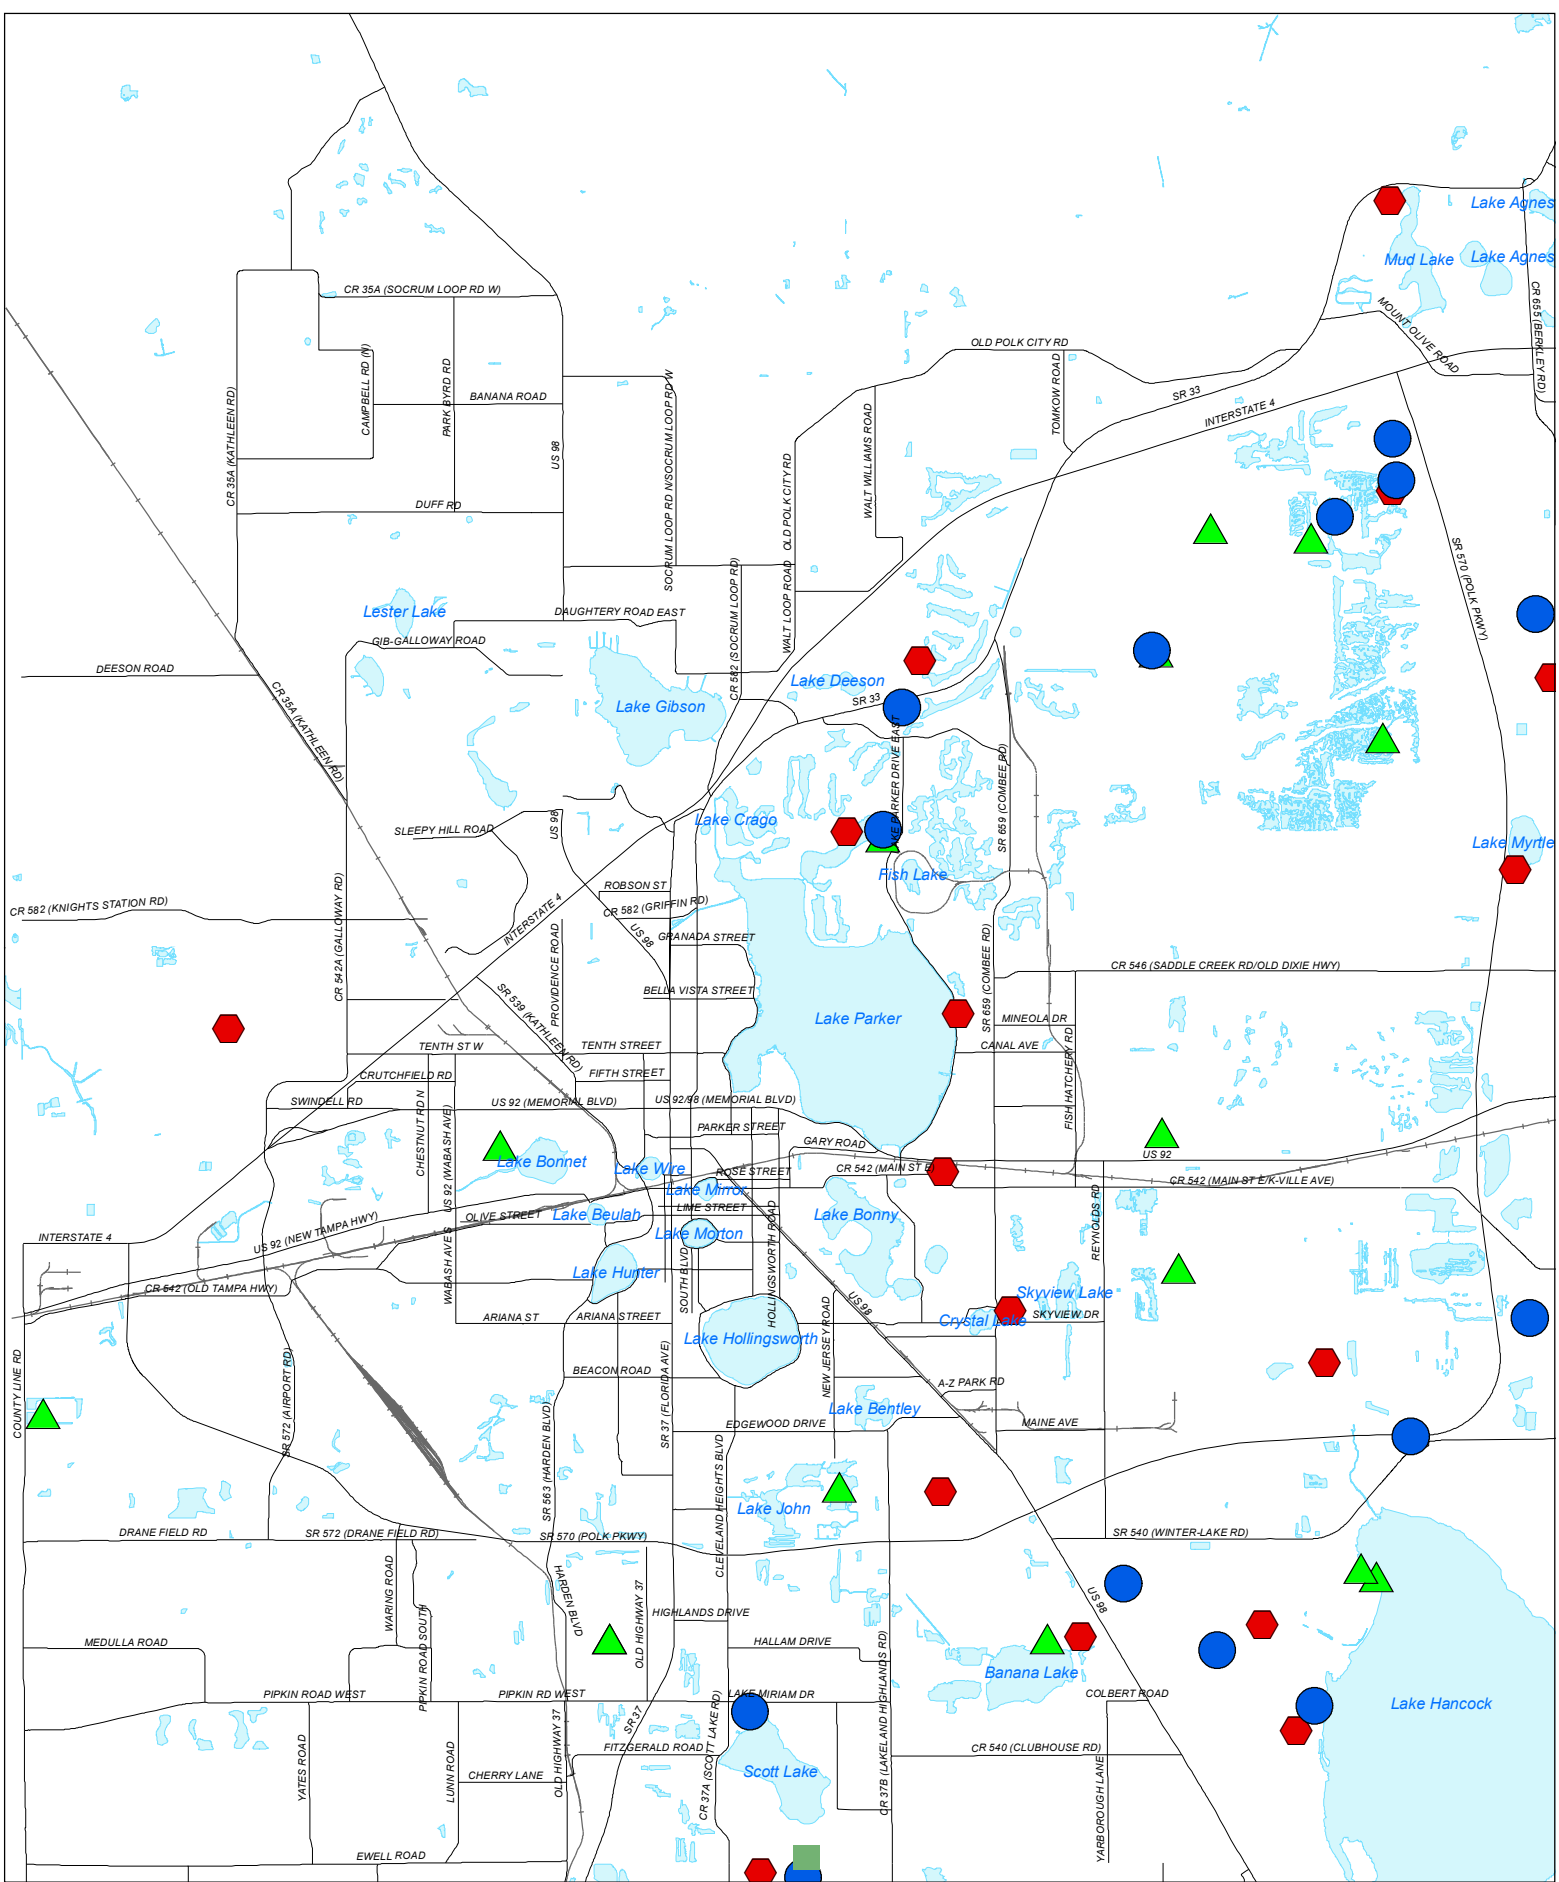 Lake Agnes
Mud Lake
Lake Agnes
CR 35A (SOCRUM LOOP RD W)
CR 655 (BERKLEY RD)
MOUNT OLIVE ROAD
OLD POLK CITY RD
CAMPBELL RD (N)
PARK BYRD RD
BANANA ROAD
CR 35A (KATHLEEN RD)
US 98
SOCRUM LOOP RD N/SOCRUM LOOP RD W
TOMKOW ROAD
SR 33
INTERSTATE 4
WALT WILLIAMS ROAD
OLD POLK CITY RD
DUFF RD
SR 570 (POLK PKWY)
Lester Lake
DAUGHTERY ROAD EAST
CR 582 (SOCRUM LOOP RD)
WALT LOOP ROAD
GIB-GALLOWAY ROAD
DEESON ROAD
CR 35A (KATHLEEN RD)
Lake Gibson
Lake Deeson
SR 33
LAKE PARKER DRIVE EAST
SR 659 (COMBEE RD)
Lake Crago
SLEEPY HILL ROAD
US 98
Lake Myrtle
Fish Lake
ROBSON ST
CR 582 (GRIFFIN RD)
CR 582 (KNIGHTS STATION RD)
CR 542A (GALLOWAY RD)
INTERSTATE 4
PROVIDENCE ROAD
US 98
GRANADA STREET
SR 659 (COMBEE RD)
CR 546 (SADDLE CREEK RD/OLD DIXIE HWY)
BELLA VISTA STREET
SR 539 (KATHLEEN RD)
Lake Parker
MINEOLA DR
CANAL AVE
FISH HATCHERY RD
TENTH ST W
TENTH STREET
CRUTCHFIELD RD
FIFTH STREET
SWINDELL RD
US 92 (MEMORIAL BLVD)
US 92/98 (MEMORIAL BLVD)
CHESTNUT RD N
US 92 (WABASH AVE)
PARKER STREET
GARY ROAD
US 92
Lake Bonnet
Lake Wire
ROSE STREET
CR 542 (MAIN ST E)
CR 542 (MAIN ST E/K-VILLE AVE)
Lake Mirror
LIME STREET
OLIVE STREET
Lake Beulah
Lake Bonny
REYNOLDS RD
INTERSTATE 4
US 92 (NEW TAMPA HWY)
Lake Morton
HOLLINGSWORTH ROAD
WABASH AVE S
SOUTH BLVD
Lake Hunter
CR 542 (OLD TAMPA HWY)
Skyview Lake
US 98
ARIANA ST
ARIANA STREET
Crystal Lake
SKYVIEW DR
Lake Hollingsworth
COUNTY LINE RD
SR 572 (AIRPORT RD)
BEACON ROAD
SR 37 (FLORIDA AVE)
NEW JERSEY ROAD
A-Z PARK RD
Lake Bentley
EDGEWOOD DRIVE
MAINE AVE
SR 563 (HARDEN BLVD)
CLEVELAND HEIGHTS BLVD
Lake John
DRANE FIELD RD
SR 572 (DRANE FIELD RD)
SR 570 (POLK PKWY)
SR 540 (WINTER-LAKE RD)
WARING ROAD
HARDEN BLVD
OLD HIGHWAY 37
US 98
HIGHLANDS DRIVE
PIPKIN ROAD SOUTH
MEDULLA ROAD
HALLAM DRIVE
CR 37B (LAKELAND HIGHLANDS RD)
Banana Lake
PIPKIN ROAD WEST
PIPKIN RD WEST
LAKE MIRIAM DR
COLBERT ROAD
Lake Hancock
SR 37
CR 37A (SCOTT LAKE RD)
FITZGERALD ROAD
CR 540 (CLUBHOUSE RD)
YATES ROAD
LUNN ROAD
CHERRY LANE
OLD HIGHWAY 37
Scott Lake
YARBOROUGH LANE
EWELL ROAD